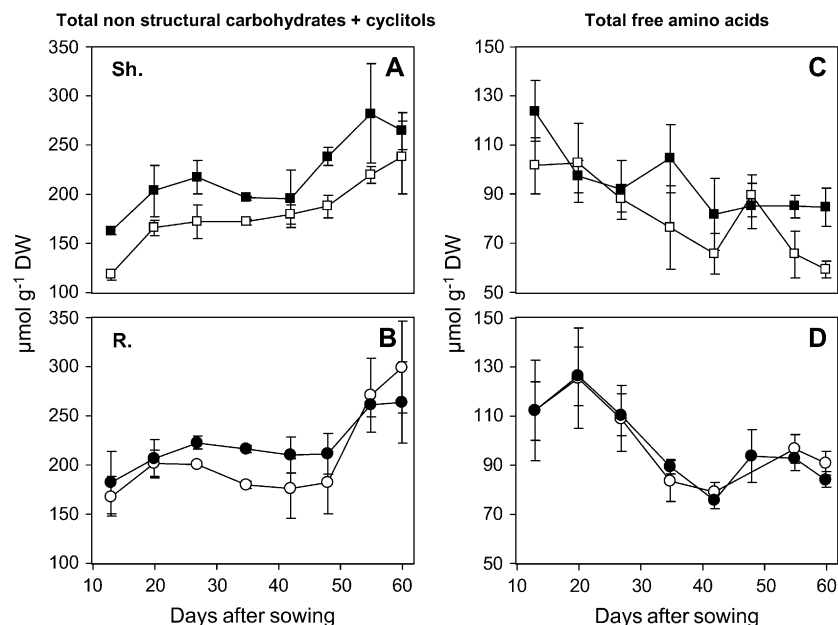 Total non structural carbohydrates + cyclitols
Total free amino acids
350
300
250
200
150
100
Sh.
A
150
130
110
90
70
50
C
µmol g⁻¹ DW
µmol g⁻¹ DW
350
300
250
200
150
100
R.
B
150
130
110
90
70
50
D
10 20 30 40 50 60
10 20 30 40 50 60
Days after sowing
Days after sowing